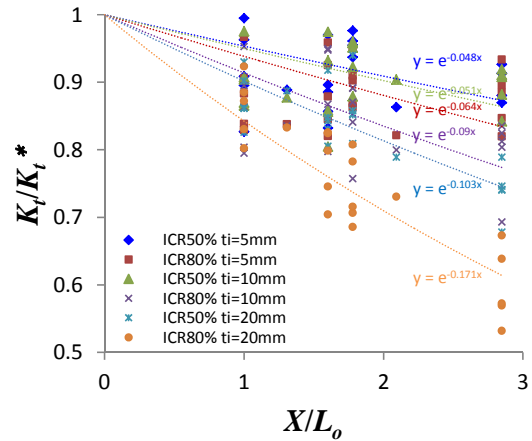 1
0.9
0.8
0.7
0.6
0.5
K_t/K_t*
0
1
2
3
X/L_o
y = e^-0.048x
y = e^-0.051x
y = e^-0.064x
y = e^-0.09x
y = e^-0.103x
y = e^-0.171x
ICR50% ti=5mm
ICR80% ti=5mm
ICR50% ti=10mm
ICR80% ti=10mm
ICR50% ti=20mm
ICR80% ti=20mm